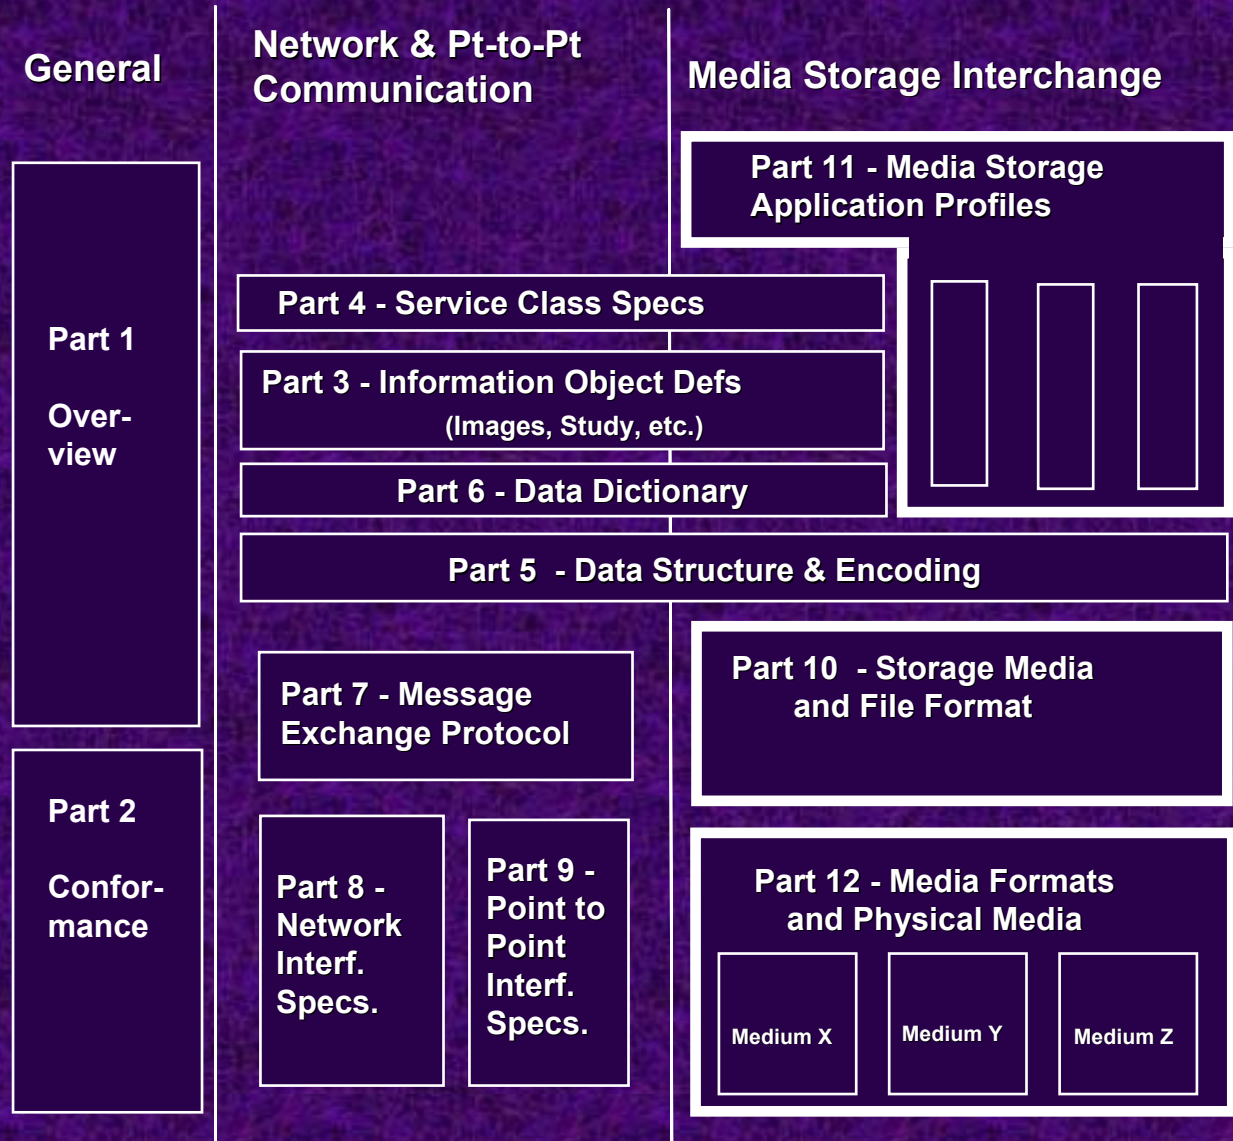 General
Network & Pt-to-Pt
Communication
Media Storage Interchange
Part 11 - Media Storage
Application Profiles
Part 1
Over-
view
Part 4 - Service Class Specs
Part 3 - Information Object Defs
(Images, Study, etc.)
Part 6 - Data Dictionary
Part 5 - Data Structure & Encoding
Part 7 - Message
Exchange Protocol
Part 10 - Storage Media
and File Format
Part 2
Confor-
mance
Part 8 -
Network
Interf.
Specs.
Part 9 -
Point to
Point
Interf.
Specs.
Part 12 - Media Formats
and Physical Media
Medium X
Medium Y
Medium Z